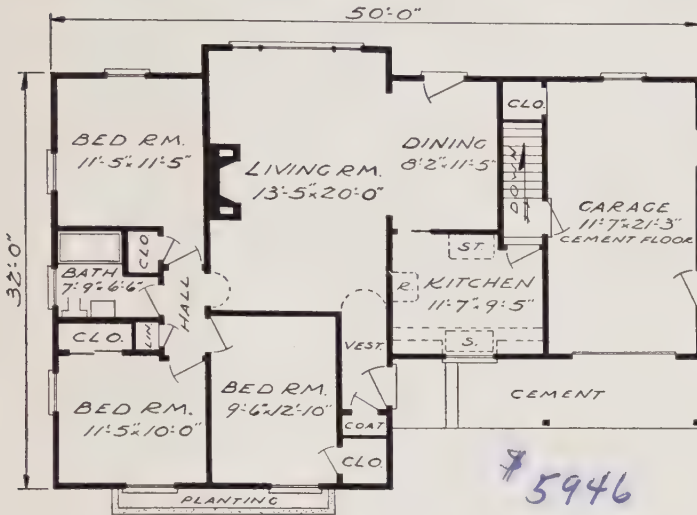 50'-0"
32'-0"
BED RM.
11'-5"x11'-5"
LIVING RM.
13'-5"x20'-0"
DINING
8'-2"x11'-5"
CLO.
DOWN
GARAGE
11'-7"x21'-3"
CEMENT FLOOR
CLO.
BATH
7'-9"x6'-6"
HALL
ST.
R.
KITCHEN
11'-7"x9'-5"
S.
CLO.
LIN.
VEST.
BED RM.
11'-5"x10'-0"
BED RM.
9'-6"x12'-10"
COAT
CLO.
CEMENT
PLANTING
$ 5946